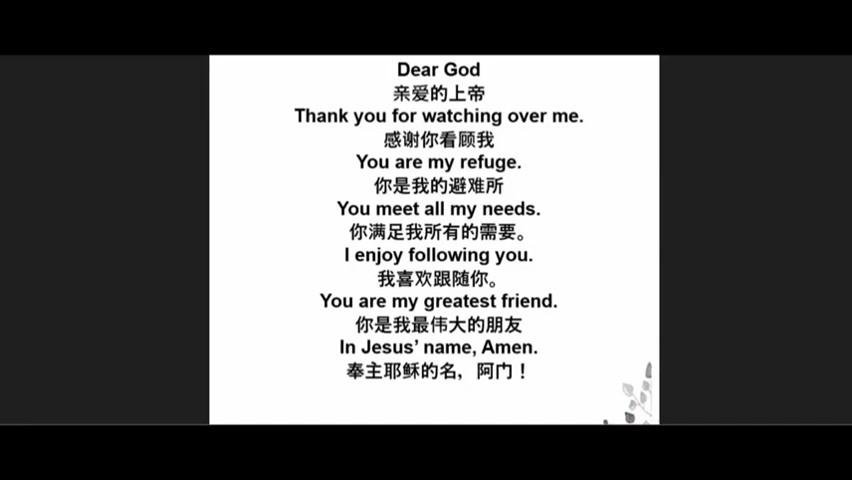 Dear God
亲爱的上帝
Thank you for watching over me.
感谢你看顾我
You are my refuge.
你是我的避难所
You meet all my needs.
你满足我所有的需要。
I enjoy following you.
我喜欢跟随你。
You are my greatest friend.
你是我最伟大的朋友
In Jesus’ name, Amen.
奉主耶稣的名，阿门！